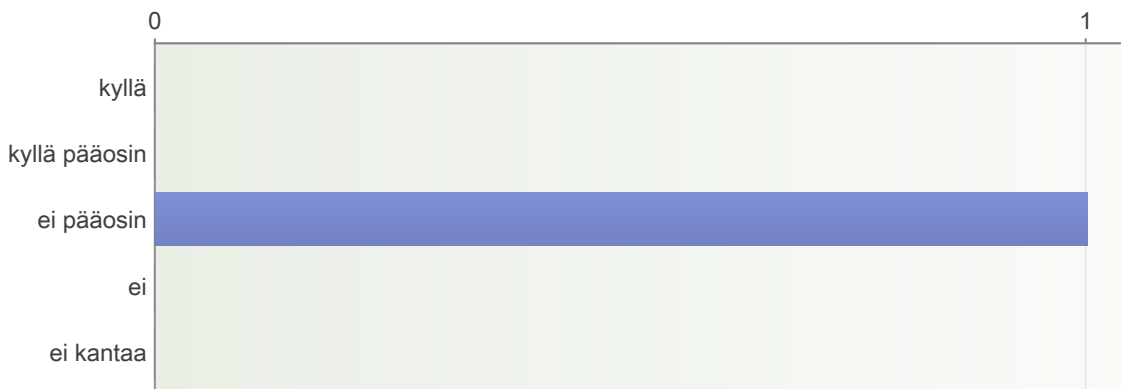 0 1
kyllä
kyllä pääosin
ei pääosin
ei
ei kantaa